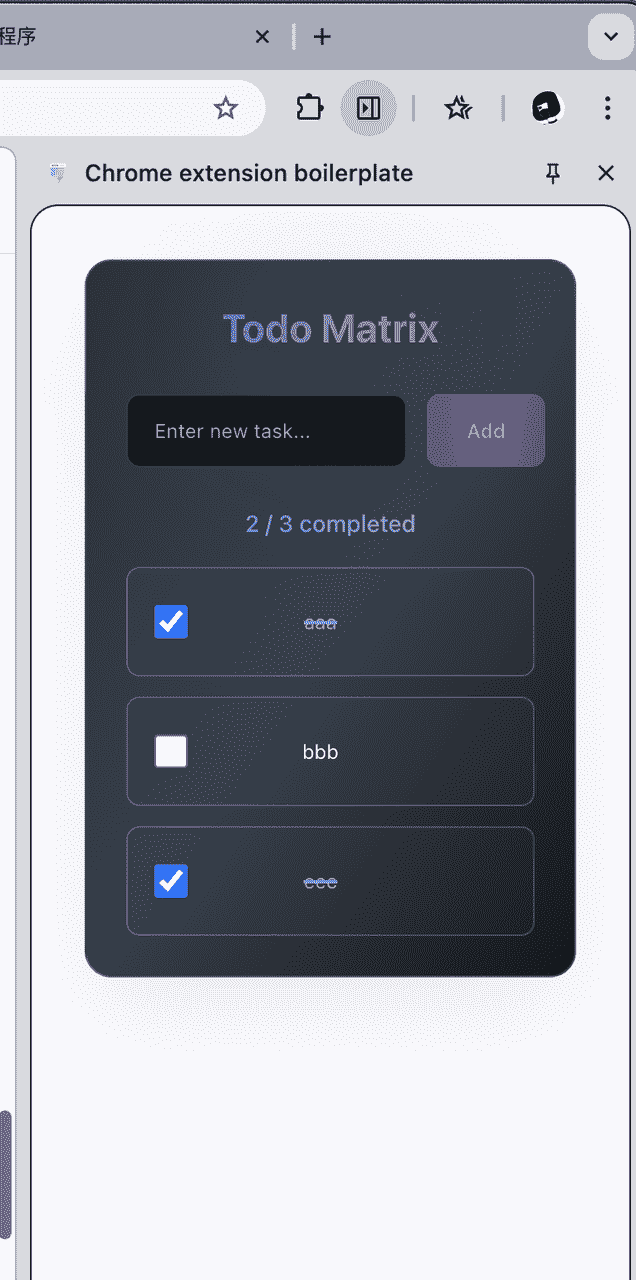 程序
Chrome extension boilerplate
Todo Matrix
Enter new task...
Add
2 / 3 completed
aaa
bbb
ccc